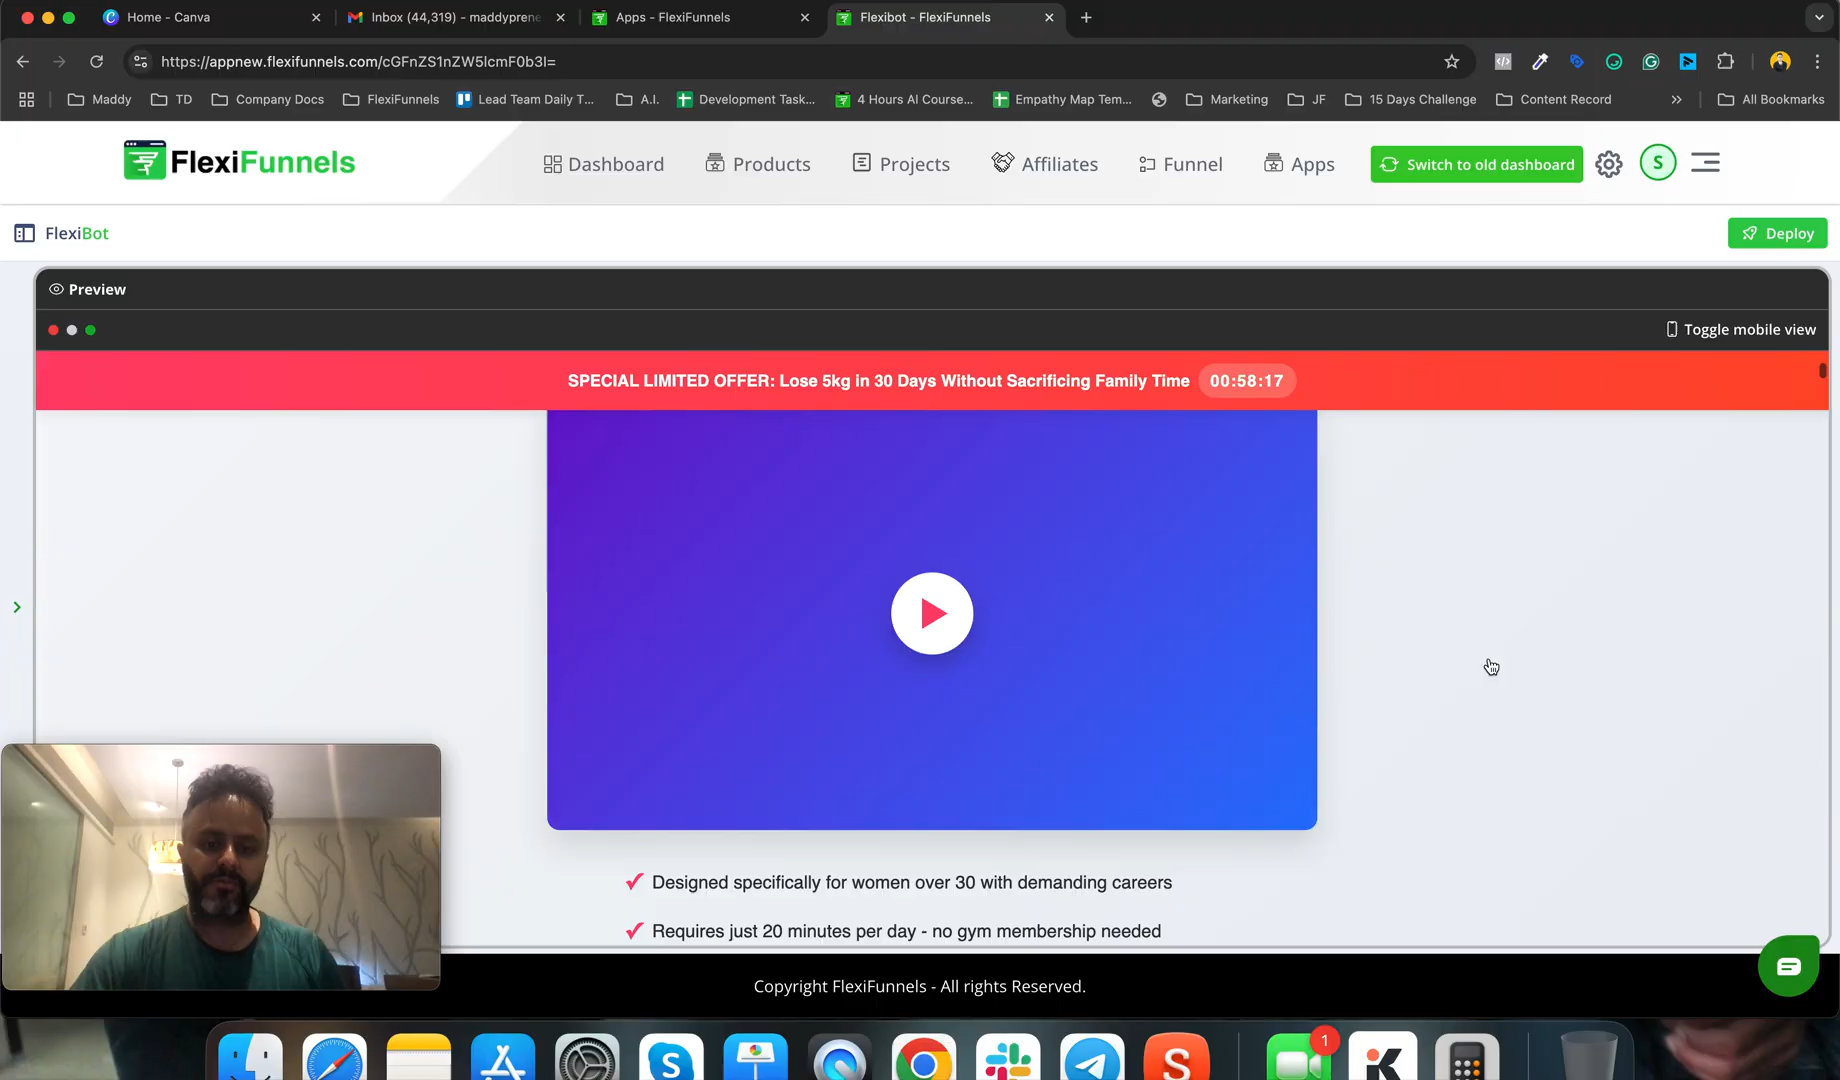 Home - Canva
Inbox (44,319) - maddyprene
Apps - FlexiFunnels
Flexibot - FlexiFunnels
https://appnew.flexifunnels.com/cGFnZS1nZW5lcmF0b3I=
Maddy
TD
Company Docs
FlexiFunnels
Lead Team Daily T...
A.I.
Development Task...
4 Hours AI Course...
Empathy Map Tem...
Marketing
JF
15 Days Challenge
Content Record
All Bookmarks
FlexiFunnels
Dashboard
Products
Projects
Affiliates
Funnel
Apps
Switch to old dashboard
S
FlexiBot
Deploy
Preview
Toggle mobile view
SPECIAL LIMITED OFFER: Lose 5kg in 30 Days Without Sacrificing Family Time
00:58:17
Designed specifically for women over 30 with demanding careers
Requires just 20 minutes per day - no gym membership needed
Copyright FlexiFunnels - All rights Reserved.
1